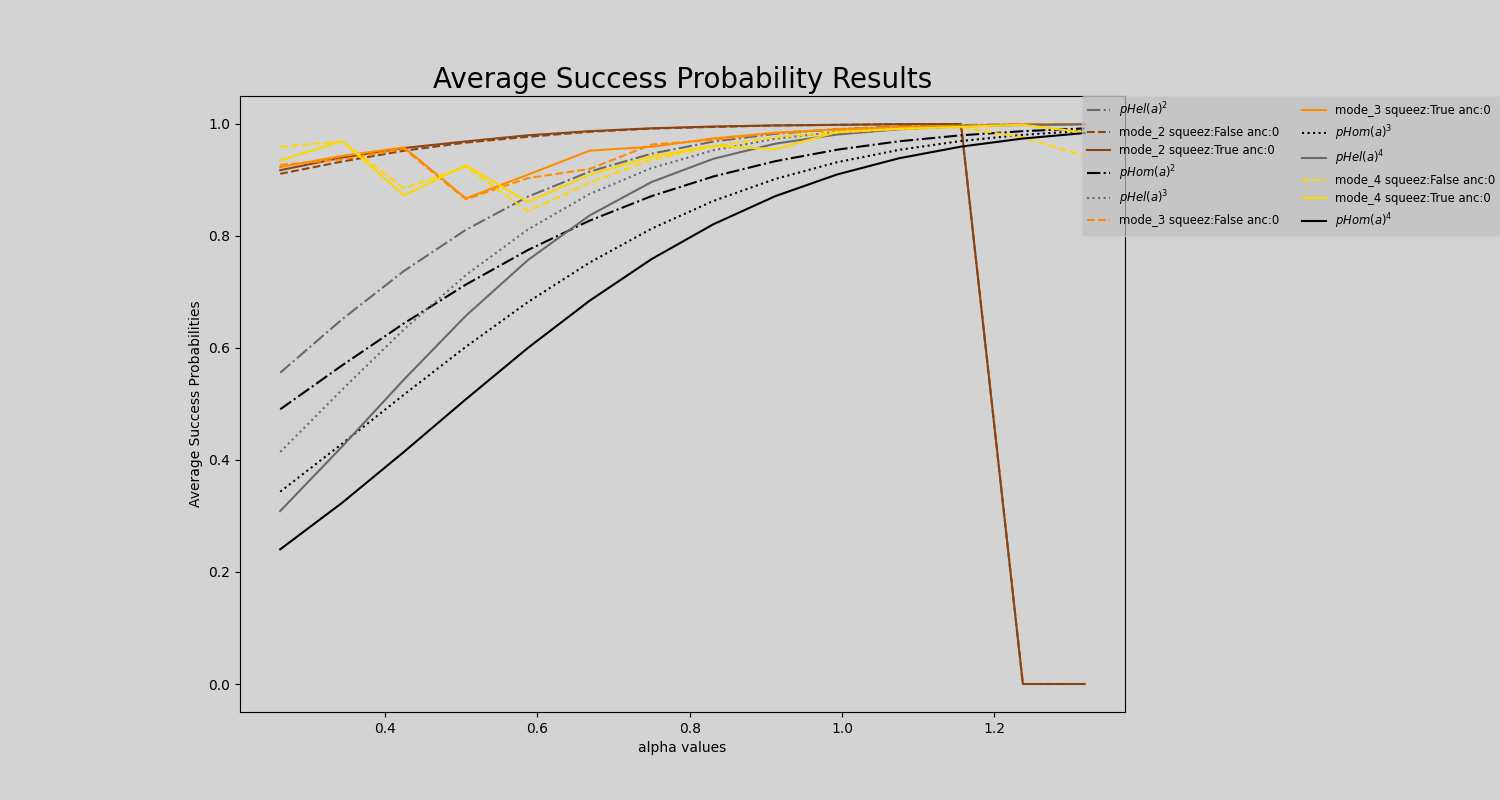 Average Success Probability Results
1.0
0.8
0.6
0.4
0.2
0.0
Average Success Probabilities
0.4
0.6
0.8
1.0
1.2
alpha values
pHel(a)²
mode_2 squeez:False anc:0
mode_2 squeez:True anc:0
pHom(a)²
pHel(a)³
mode_3 squeez:False anc:0
mode_3 squeez:True anc:0
pHom(a)³
pHel(a)⁴
mode_4 squeez:False anc:0
mode_4 squeez:True anc:0
pHom(a)⁴